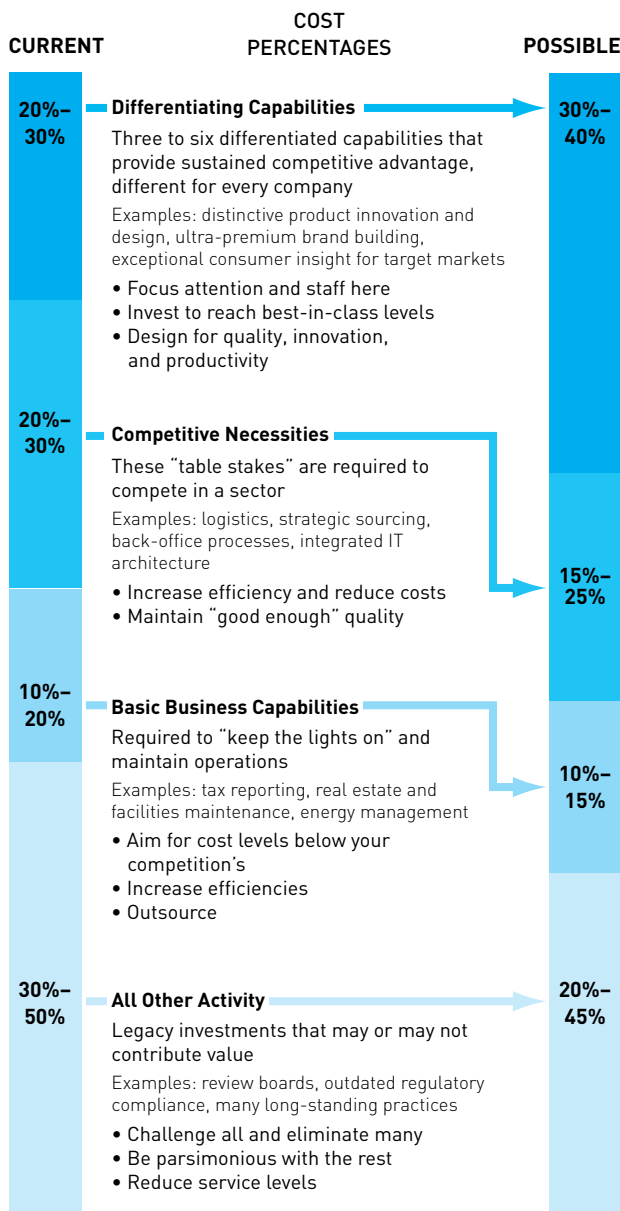 COST
PERCENTAGES
CURRENT
POSSIBLE
20%–
30%
Differentiating Capabilities
Three to six differentiated capabilities that
provide sustained competitive advantage,
different for every company
Examples: distinctive product innovation and
design, ultra-premium brand building,
exceptional consumer insight for target markets
• Focus attention and staff here
• Invest to reach best-in-class levels
• Design for quality, innovation,
and productivity
30%–
40%
20%–
30%
Competitive Necessities
These “table stakes” are required to
compete in a sector
Examples: logistics, strategic sourcing,
back-office processes, integrated IT
architecture
• Increase efficiency and reduce costs
• Maintain “good enough” quality
15%–
25%
10%–
20%
Basic Business Capabilities
Required to “keep the lights on” and
maintain operations
Examples: tax reporting, real estate and
facilities maintenance, energy management
• Aim for cost levels below your
competition’s
• Increase efficiencies
• Outsource
10%–
15%
30%–
50%
All Other Activity
Legacy investments that may or may not
contribute value
Examples: review boards, outdated regulatory
compliance, many long-standing practices
• Challenge all and eliminate many
• Be parsimonious with the rest
• Reduce service levels
20%–
45%